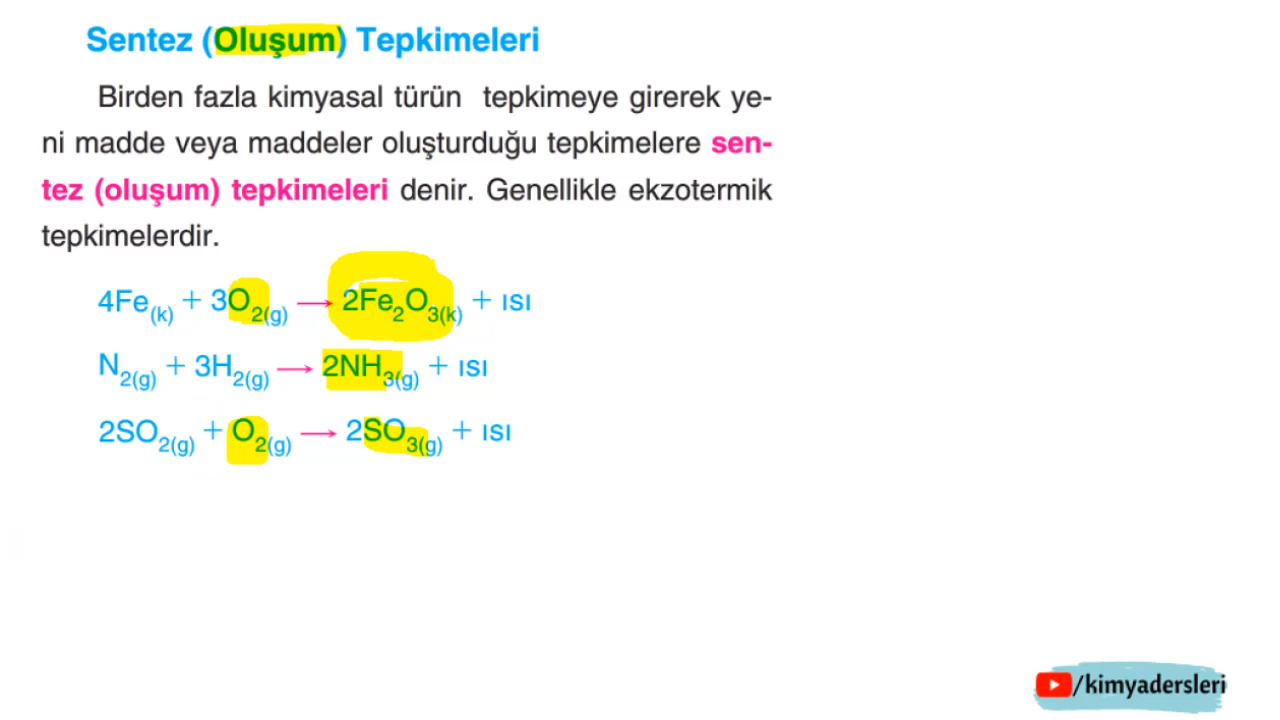 Sentez (Oluşum) Tepkimeleri
Birden fazla kimyasal türün tepkimeye girerek ye-
ni madde veya maddeler oluşturduğu tepkimelere sen-
tez (oluşum) tepkimeleri denir. Genellikle ekzotermik
tepkimelerdir.
4Fe(k) + 3O2(g) → 2Fe2O3(k) + ısı
N2(g) + 3H2(g) → 2NH3(g) + ısı
2SO2(g) + O2(g) → 2SO3(g) + ısı
/kimyadersleri